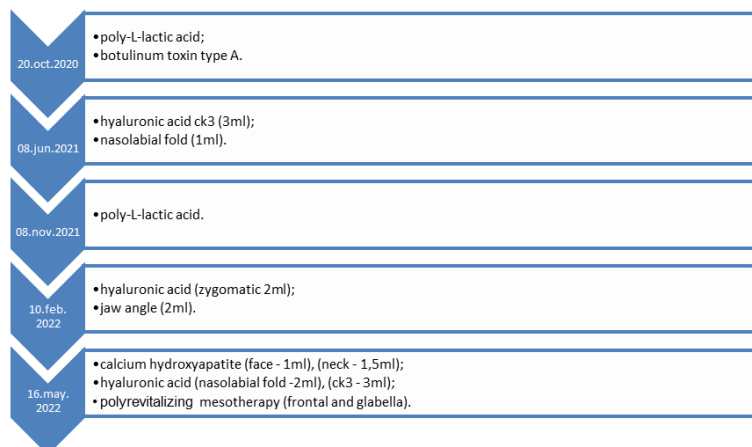 20.oct.2020
•poly-L-lactic acid;
•botulinum toxin type A.
08.jun.2021
•hyaluronic acid ck3 (3ml);
•nasolabial fold (1ml).
08.nov.2021
•poly-L-lactic acid.
10.feb.
2022
•hyaluronic acid (zygomatic 2ml);
•jaw angle (2ml).
16.may.
2022
•calcium hydroxyapatite (face - 1ml), (neck - 1,5ml);
•hyaluronic acid (nasolabial fold -2ml), (ck3 - 3ml);
• polyrevitalizing mesotherapy (frontal and glabella).